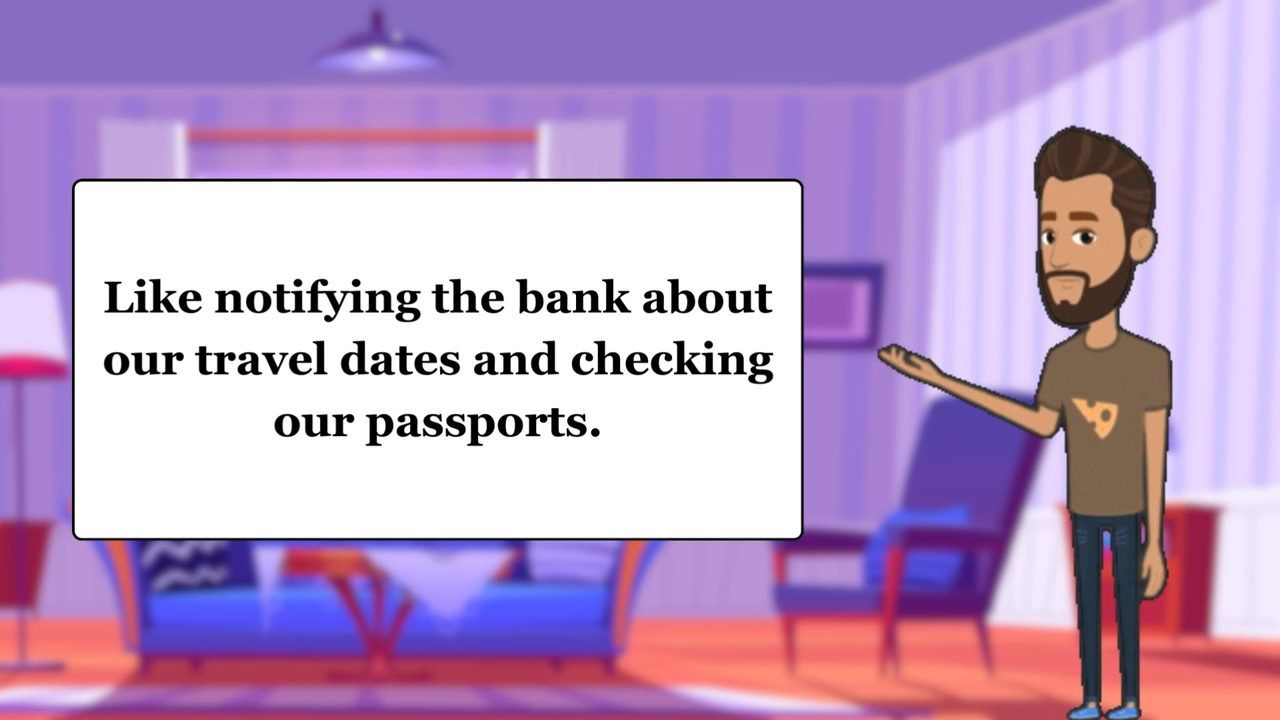 Like notifying the bank about
our travel dates and checking
our passports.